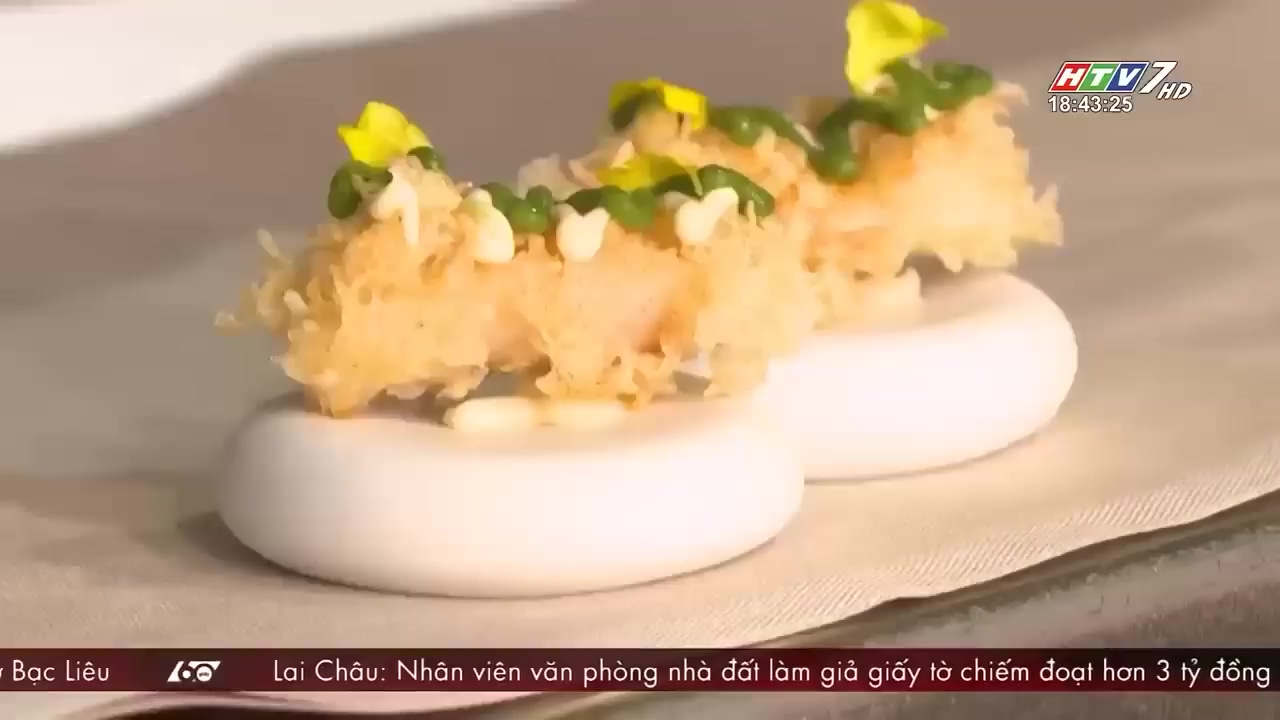 HTV7 HD
18:43:25
Bạc Liêu
60
Lai Châu: Nhân viên văn phòng nhà đất làm giả giấy tờ chiếm đoạt hơn 3 tỷ đồng